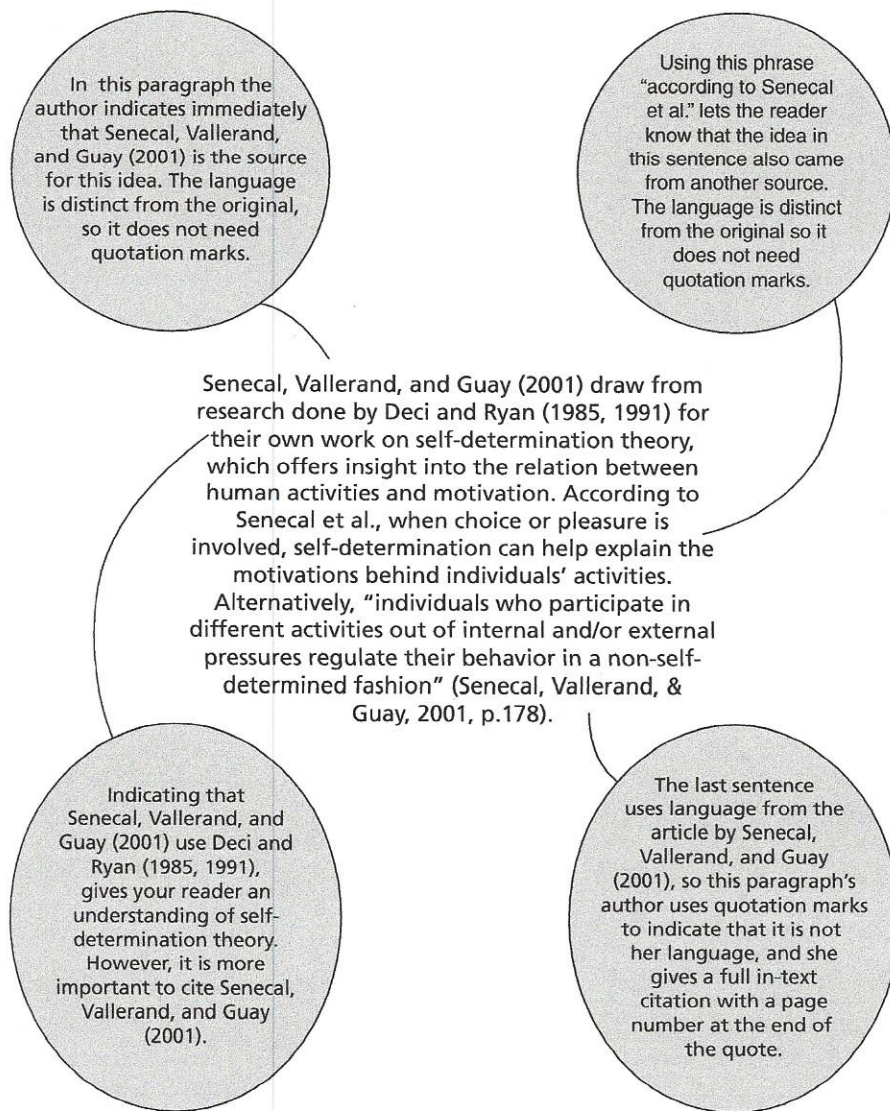 In this paragraph the
author indicates immediately
that Senecal, Vallerand,
and Guay (2001) is the source
for this idea. The language
is distinct from the original,
so it does not need
quotation marks.
Using this phrase
“according to Senecal
et al.” lets the reader
know that the idea in
this sentence also came
from another source.
The language is distinct
from the original so it
does not need
quotation marks.
Senecal, Vallerand, and Guay (2001) draw from
research done by Deci and Ryan (1985, 1991) for
their own work on self-determination theory,
which offers insight into the relation between
human activities and motivation. According to
Senecal et al., when choice or pleasure is
involved, self-determination can help explain the
motivations behind individuals’ activities.
Alternatively, “individuals who participate in
different activities out of internal and/or external
pressures regulate their behavior in a non-self-
determined fashion” (Senecal, Vallerand, &
Guay, 2001, p.178).
Indicating that
Senecal, Vallerand, and
Guay (2001) use Deci and
Ryan (1985, 1991),
gives your reader an
understanding of self-
determination theory.
However, it is more
important to cite Senecal,
Vallerand, and Guay
(2001).
The last sentence
uses language from the
article by Senecal,
Vallerand, and Guay
(2001), so this paragraph’s
author uses quotation marks
to indicate that it is not
her language, and she
gives a full in-text
citation with a page
number at the end of
the quote.